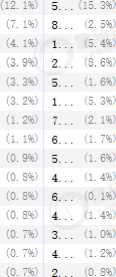 (12.1%) 5... (15.3%)
(7.1%) 8... (2.5%)
(4.1%) 1... (5.4%)
(3.9%) 2... (8.6%)
(3.3%) 5... (1.6%)
(3.2%) 1... (5.3%)
(1.2%) 7... (2.1%)
(1.1%) 6... (1.7%)
(0.9%) 5... (1.6%)
(0.8%) 4... (1.4%)
(0.8%) 6... (0.1%)
(0.8%) 4... (1.4%)
(0.7%) 3... (1.0%)
(0.7%) 4... (1.2%)
(0.7%) 2... (0.8%)